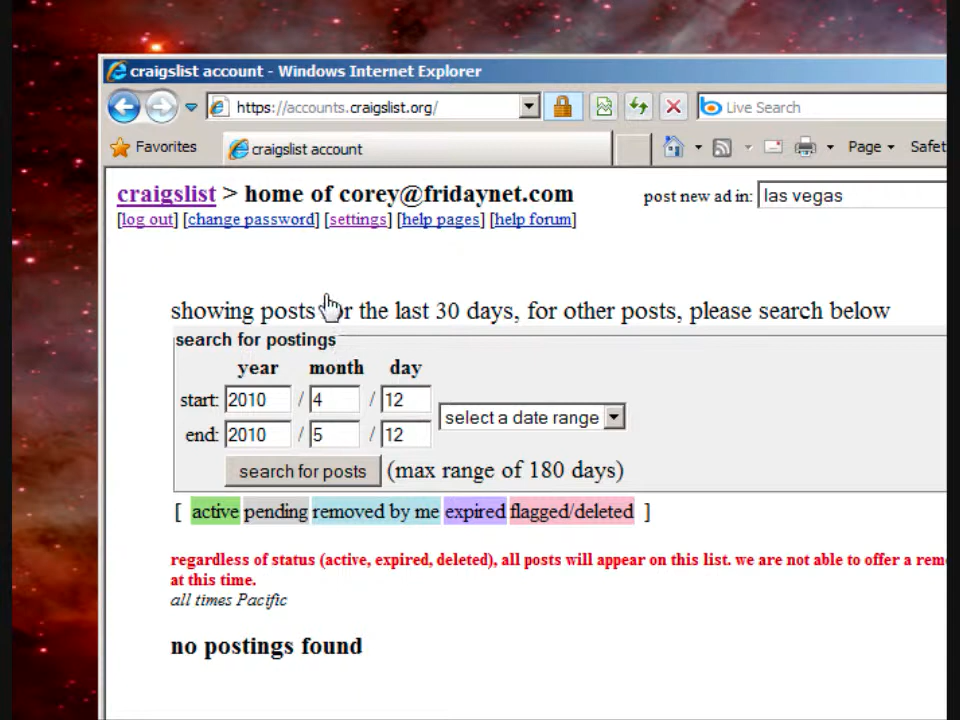 craigslist account - Windows Internet Explorer
https://accounts.craigslist.org/
Live Search
Favorites
craigslist account
Page
Safet
craigslist > home of corey@fridaynet.com
post new ad in: las vegas
[log out] [change password] [settings] [help pages] [help forum]
showing posts or the last 30 days, for other posts, please search below
search for postings
year month day
start: 2010 / 4 / 12
select a date range
end: 2010 / 5 / 12
search for posts (max range of 180 days)
[ active pending removed by me expired flagged/deleted ]
regardless of status (active, expired, deleted), all posts will appear on this list. we are not able to offer a remo
at this time.
all times Pacific
no postings found